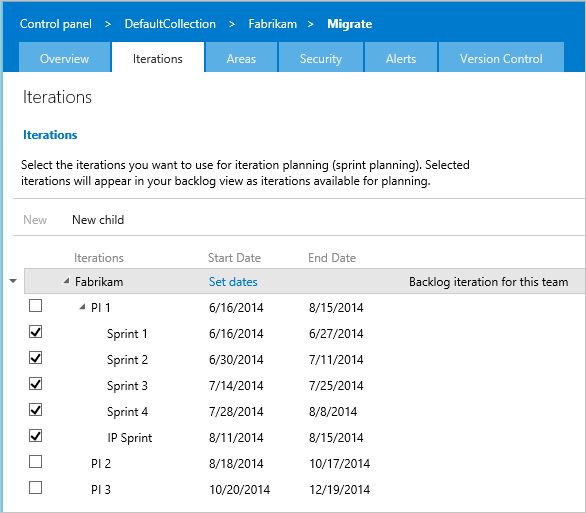 Control panel > DefaultCollection > Fabrikam > Migrate
Overview Iterations Areas Security Alerts Version Control
Iterations
Iterations
Select the iterations you want to use for iteration planning (sprint planning). Selected
iterations will appear in your backlog view as iterations available for planning.
New New child
Iterations Start Date End Date
Fabrikam Set dates Backlog iteration for this team
PI 1 6/16/2014 8/15/2014
Sprint 1 6/16/2014 6/27/2014
Sprint 2 6/30/2014 7/11/2014
Sprint 3 7/14/2014 7/25/2014
Sprint 4 7/28/2014 8/8/2014
IP Sprint 8/11/2014 8/15/2014
PI 2 8/18/2014 10/17/2014
PI 3 10/20/2014 12/19/2014